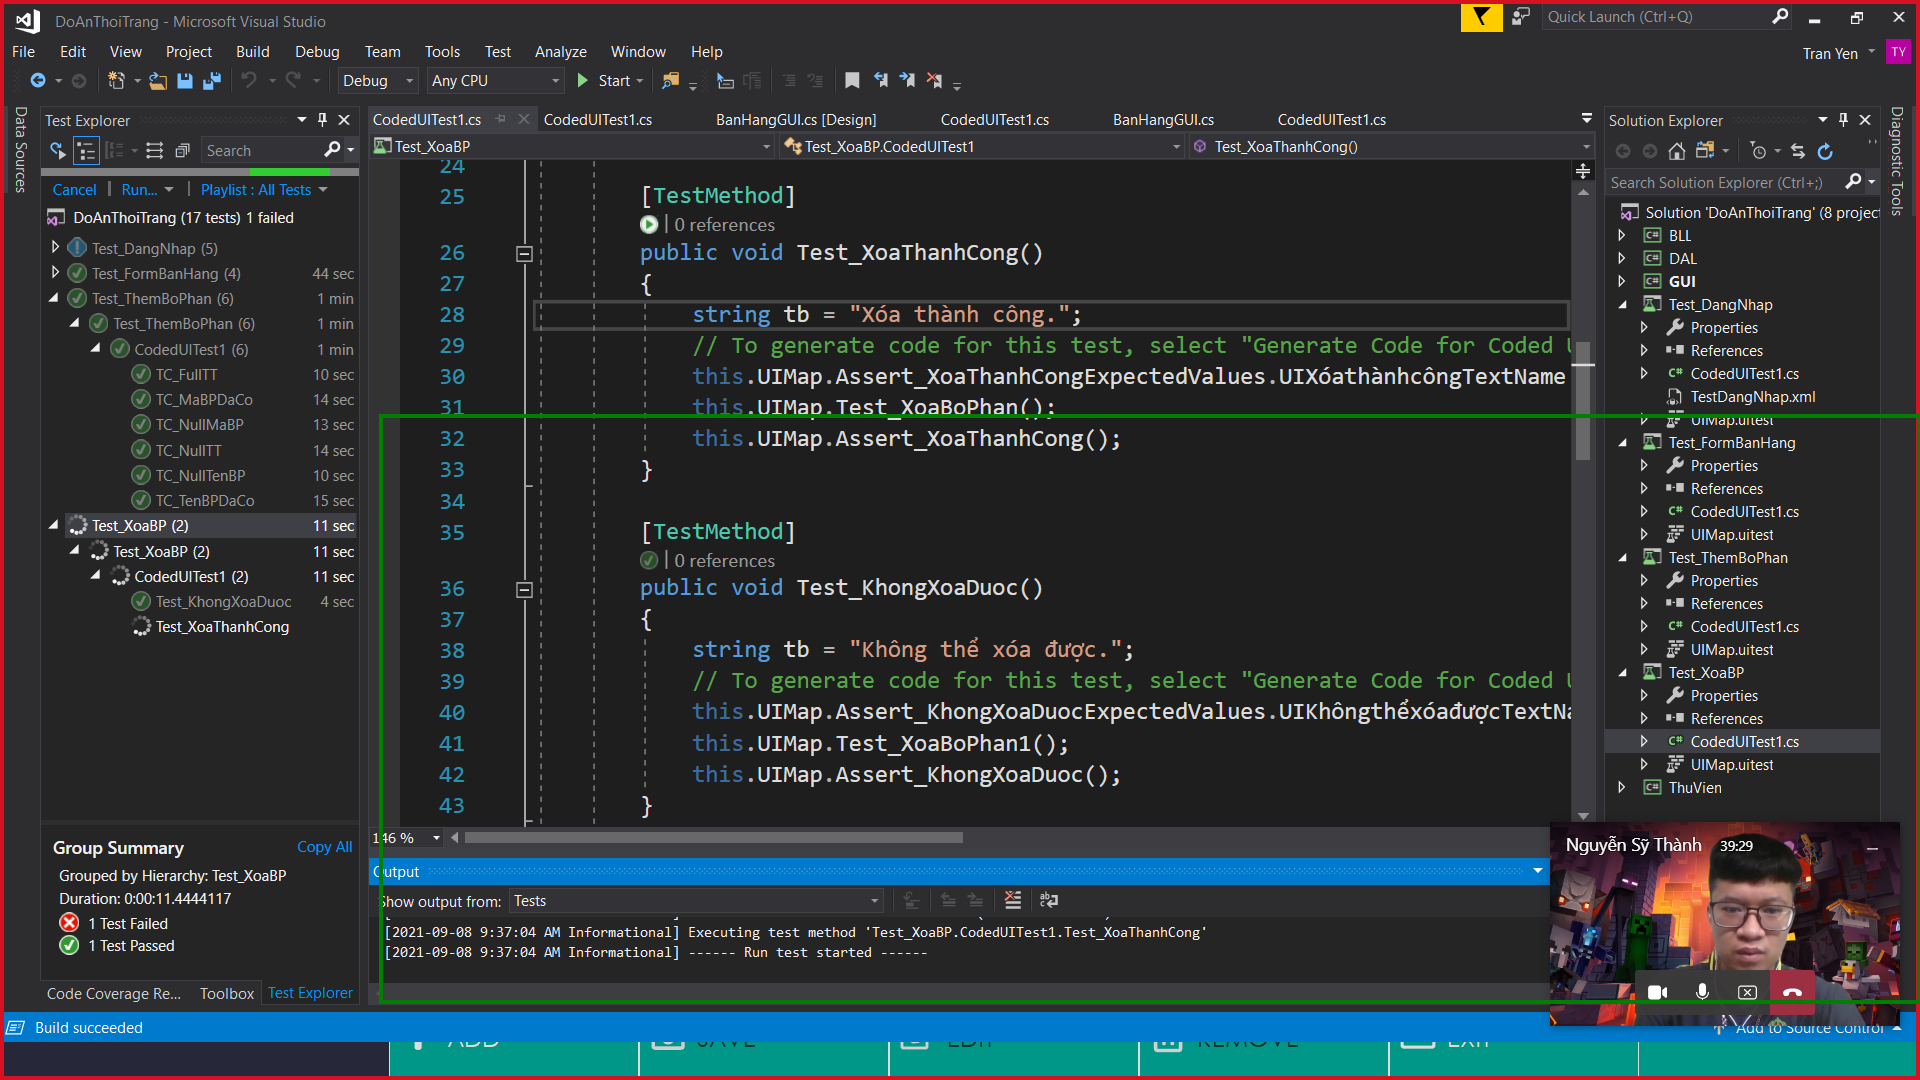 DoAnThoiTrang - Microsoft Visual Studio
Quick Launch (Ctrl+Q)
File Edit View Project Build Debug Team Tools Test Analyze Window Help
Tran Yen
TY
Debug
Any CPU
Start
Data Sources
Test Explorer
Search
Cancel
Run...
Playlist : All Tests
DoAnThoiTrang (17 tests) 1 failed
Test_DangNhap (5)
Test_FormBanHang (4) 44 sec
Test_ThemBoPhan (6) 1 min
Test_ThemBoPhan (6) 1 min
CodedUITest1 (6) 1 min
TC_FullTT 10 sec
TC_MaBPDaCo 14 sec
TC_NullMaBP 13 sec
TC_NullTT 14 sec
TC_NullTenBP 10 sec
TC_TenBPDaCo 15 sec
Test_XoaBP (2) 11 sec
Test_XoaBP (2) 11 sec
CodedUITest1 (2) 11 sec
Test_KhongXoaDuoc 4 sec
Test_XoaThanhCong
Group Summary
Copy All
Grouped by Hierarchy: Test_XoaBP
Duration: 0:00:11.4444117
1 Test Failed
1 Test Passed
Code Coverage Re...
Toolbox
Test Explorer
CodedUITest1.cs
CodedUITest1.cs
BanHangGUI.cs [Design]
CodedUITest1.cs
BanHangGUI.cs
CodedUITest1.cs
Test_XoaBP
Test_XoaBP.CodedUITest1
Test_XoaThanhCong()
24
25 [TestMethod]
0 references
26 public void Test_XoaThanhCong()
27 {
28 string tb = "Xóa thành công.";
29 // To generate code for this test, select "Generate Code for Coded U
30 this.UIMap.Assert_XoaThanhCongExpectedValues.UIXóathànhcôngTextName
31 this.UIMap.Test_XoaBoPhan();
32 this.UIMap.Assert_XoaThanhCong();
33 }
34
35 [TestMethod]
0 references
36 public void Test_KhongXoaDuoc()
37 {
38 string tb = "Không thể xóa được.";
39 // To generate code for this test, select "Generate Code for Coded U
40 this.UIMap.Assert_KhongXoaDuocExpectedValues.UIKhôngthểxóađượcTextNa
41 this.UIMap.Test_XoaBoPhan1();
42 this.UIMap.Assert_KhongXoaDuoc();
43 }
146 %
Output
Show output from: Tests
[2021-09-08 9:37:04 AM Informational] Executing test method 'Test_XoaBP.CodedUITest1.Test_XoaThanhCong'
[2021-09-08 9:37:04 AM Informational] ------ Run test started ------
Solution Explorer
Search Solution Explorer (Ctrl+;)
Solution 'DoAnThoiTrang' (8 project
BLL
DAL
GUI
Test_DangNhap
Properties
References
CodedUITest1.cs
TestDangNhap.xml
UIMap.uitest
Test_FormBanHang
Properties
References
CodedUITest1.cs
UIMap.uitest
Test_ThemBoPhan
Properties
References
CodedUITest1.cs
UIMap.uitest
Test_XoaBP
Properties
References
CodedUITest1.cs
UIMap.uitest
ThuVien
Diagnostic Tools
Nguyễn Sỹ Thành 39:29
Build succeeded
Add to Source Control
ADD SAVE EDIT REMOVE EXIT